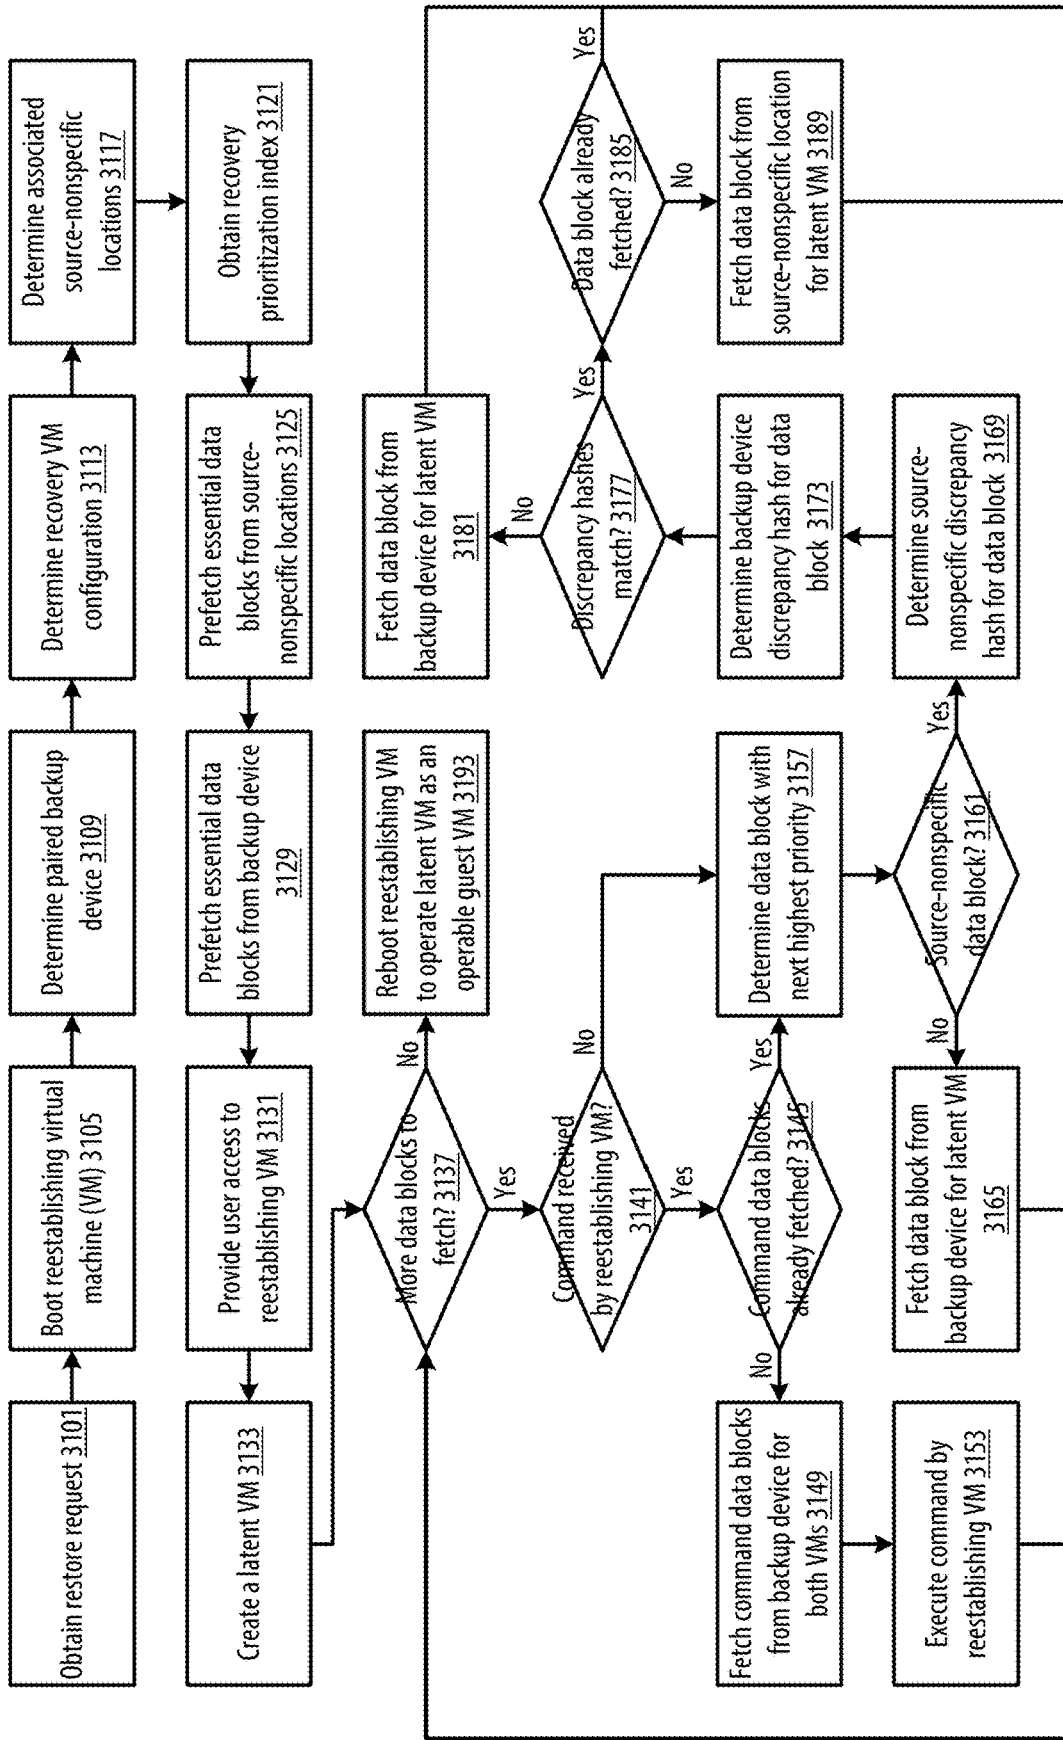 Obtain restore request 3101
Boot reestablishing virtual
machine (VM) 3105
Determine paired backup
device 3109
Determine recovery VM
configuration 3113
Determine associated
source-nonspecific
locations 3117
Obtain recovery
prioritization index 3121
Prefetch essential data
blocks from source-
nonspecific locations 3125
Prefetch essential data
blocks from backup device
3129
Provide user access to
reestablishing VM 3131
Create a latent VM 3133
More data blocks to
fetch? 3137
No
Yes
Reboot reestablishing VM
to operate latent VM as an
operable guest VM 3193
Command received
by reestablishing VM?
3141
No
Yes
Command data blocks
already fetched? 3145
No
Yes
Fetch command data blocks
from backup device for
both VMs 3149
Execute command by
reestablishing VM 3153
Determine data block with
next highest priority 3157
Source-nonspecific
data block? 3161
No
Yes
Fetch data block from
backup device for latent VM
3165
Determine source-
nonspecific discrepancy
hash for data block 3169
Determine backup device
discrepancy hash for data
block 3173
Discrepancy hashes
match? 3177
No
Yes
Fetch data block from
backup device for latent VM
3181
Data block already
fetched? 3185
Yes
No
Fetch data block from
source-nonspecific location
for latent VM 3189